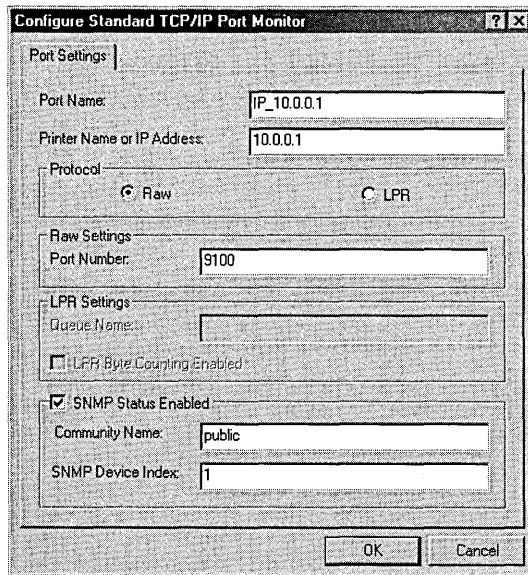 Configure Standard TCP/IP Port Monitor
Port Settings
Port Name: IP_10.0.0.1
Printer Name or IP Address: 10.0.0.1
Protocol
Raw LPR
Raw Settings
Port Number: 9100
LPR Settings
Queue Name:
LPR Byte Counting Enabled
SNMP Status Enabled
Community Name: public
SNMP Device Index: 1
OK Cancel